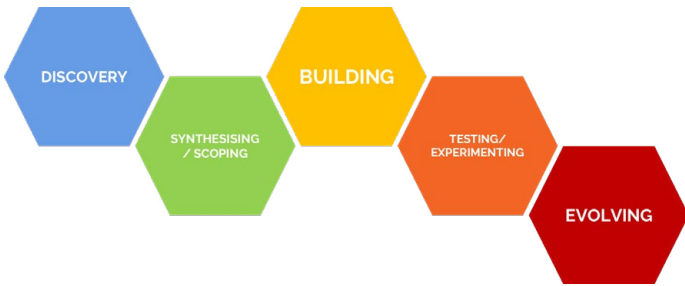 DISCOVERY
SYNTHESISING
/ SCOPING
BUILDING
TESTING/
EXPERIMENTING
EVOLVING